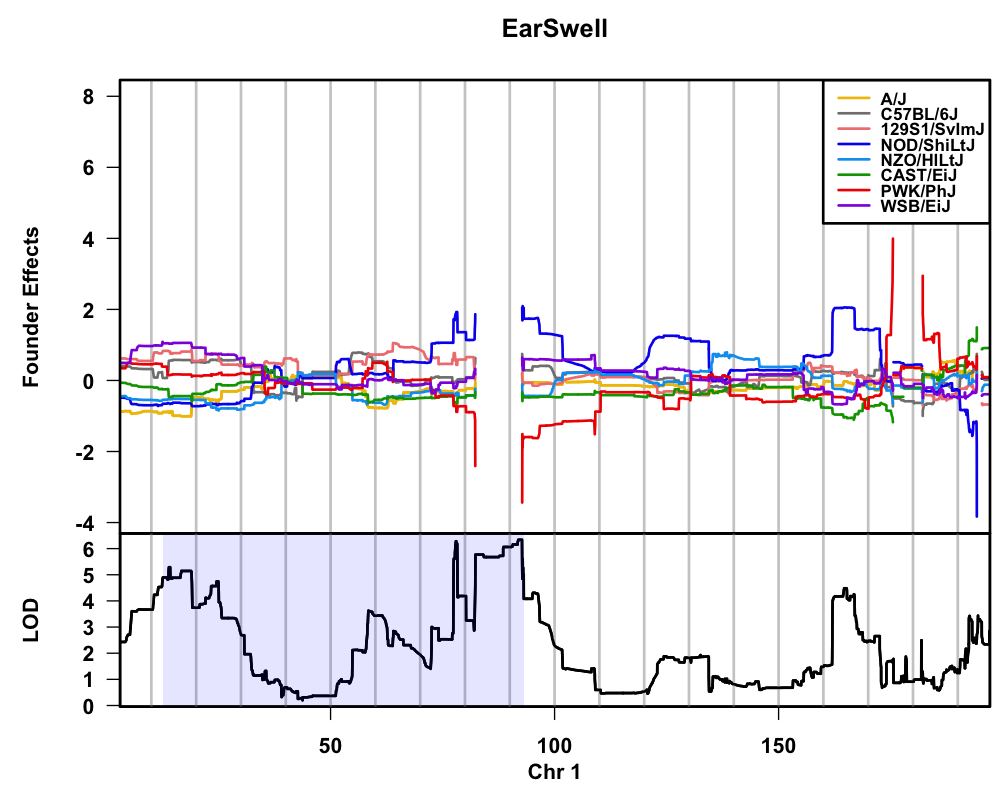 EarSwell
Founder Effects
8
6
4
2
0
-2
-4
A/J
C57BL/6J
129S1/SvImJ
NOD/ShiLtJ
NZO/HlLtJ
CAST/EiJ
PWK/PhJ
WSB/EiJ
LOD
6
5
4
3
2
1
0
50 100 150
Chr 1